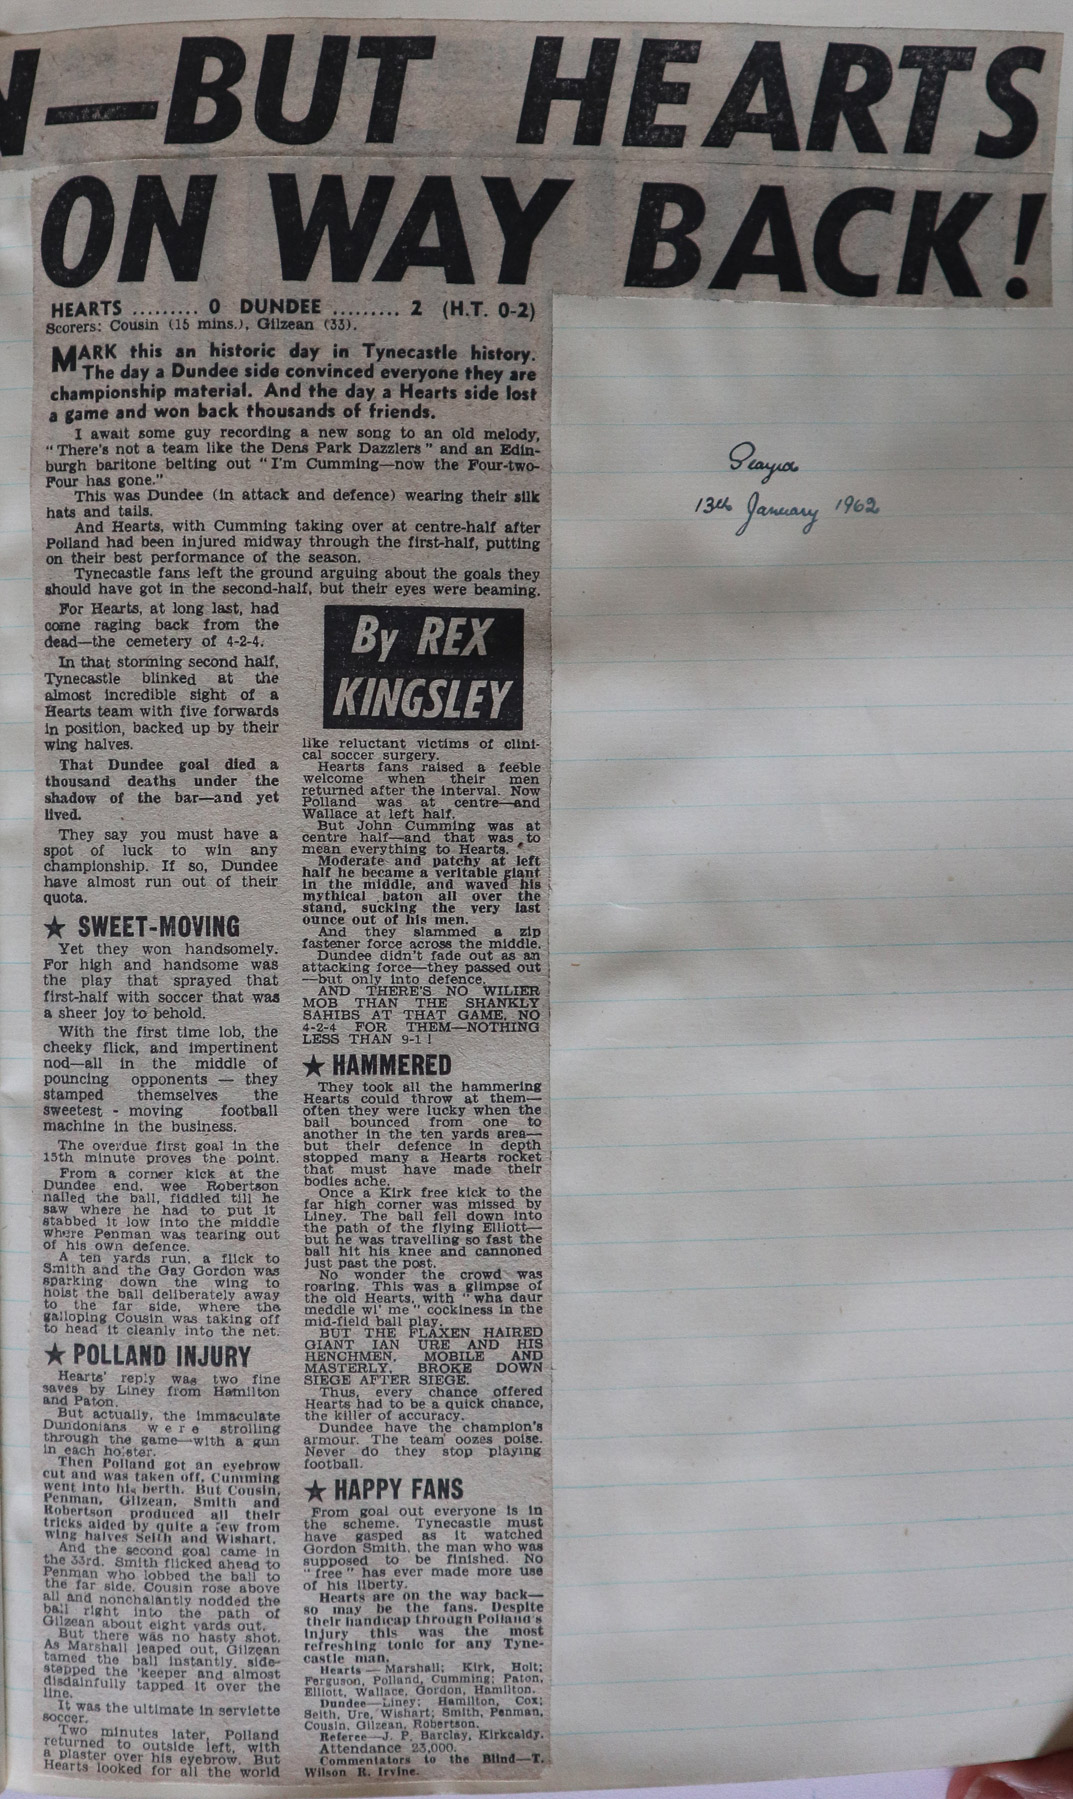 —BUT HEARTS
ON WAY BACK!
HEARTS ......... 0 DUNDEE ......... 2 (H.T. 0-2)
Scorers: Cousin (15 mins.), Gilzean (33).
MARK this an historic day in Tynecastle history.
The day a Dundee side convinced everyone they are
championship material. And the day a Hearts side lost
a game and won back thousands of friends.
I await some guy recording a new song to an old melody,
"There's not a team like the Dens Park Dazzlers" and an Edin-
burgh baritone belting out "I'm Cumming—now the Four-two-
Four has gone."
This was Dundee (in attack and defence) wearing their silk
hats and tails.
And Hearts, with Cumming taking over at centre-half after
Polland had been injured midway through the first-half, putting
on their best performance of the season.
Tynecastle fans left the ground arguing about the goals they
should have got in the second-half, but their eyes were beaming.
For Hearts, at long last, had
come raging back from the
dead—the cemetery of 4-2-4.
In that storming second half,
Tynecastle blinked at the
almost incredible sight of a
Hearts team with five forwards
in position, backed up by their
wing halves.
That Dundee goal died a
thousand deaths under the
shadow of the bar—and yet
lived.
They say you must have a
spot of luck to win any
championship. If so, Dundee
have almost run out of their
quota.
★ SWEET-MOVING
Yet they won handsomely.
For high and handsome was
the play that sprayed that
first-half with soccer that was
a sheer joy to behold.
With the first time lob, the
cheeky flick, and impertinent
nod—all in the middle of
pouncing opponents — they
stamped themselves the
sweetest - moving football
machine in the business.
The overdue first goal in the
15th minute proves the point.
From a corner kick at the
Dundee end, wee Robertson
nailed the ball, fiddled till he
saw where he had to put it
stabbed it low into the middle
where Penman was tearing out
of his own defence.
A ten yards run, a flick to
Smith and the Gay Gordon was
sparking down the wing to
hoist the ball deliberately away
to the far side, where the
galloping Cousin was taking off
to head it cleanly into the net.
★ POLLAND INJURY
Hearts' reply was two fine
saves by Liney from Hamilton
and Paton.
But actually, the immaculate
Dundonians were strolling
through the game—with a gun
in each holster.
Then Polland got an eyebrow
cut and was taken off, Cumming
went into his berth. But Cousin,
Penman, Gilzean, Smith and
Robertson produced all their
tricks aided by quite a few from
wing halves Seith and Wishart.
And the second goal came in
the 33rd. Smith flicked ahead to
Penman who lobbed the ball to
the far side. Cousin rose above
all and nonchalantly nodded the
ball right into the path of
Gilzean about eight yards out.
But there was no hasty shot.
As Marshall leaped out, Gilzean
tamed the ball instantly, side-
stepped the 'keeper and almost
disdainfully tapped it over the
line.
It was the ultimate in serviette
soccer.
Two minutes later, Polland
returned to outside left, with
a plaster over his eyebrow. But
Hearts looked for all the world
By REX
KINGSLEY
like reluctant victims of clini-
cal soccer surgery.
Hearts fans raised a feeble
welcome when their men
returned after the interval. Now
Polland was at centre—and
Wallace at left half.
But John Cumming was at
centre half—and that was to
mean everything to Hearts.
Moderate and patchy at left
half he became a veritable giant
in the middle, and waved his
mythical baton all over the
stand, sucking the very last
ounce out of his men.
And they slammed a zip
fastener force across the middle.
Dundee didn't fade out as an
attacking force—they passed out
—but only into defence.
AND THERE'S NO WILIER
MOB THAN THE SHANKLY
SAHIBS AT THAT GAME, NO
4-2-4 FOR THEM—NOTHING
LESS THAN 9-1!
★ HAMMERED
They took all the hammering
Hearts could throw at them—
often they were lucky when the
ball bounced from one to
another in the ten yards area—
but their defence in depth
stopped many a Hearts rocket
that must have made their
bodies ache.
Once a Kirk free kick to the
far high corner was missed by
Liney. The ball fell down into
the path of the flying Elliott—
but he was travelling so fast the
ball hit his knee and cannoned
just past the post.
No wonder the crowd was
roaring. This was a glimpse of
the old Hearts, with "wha daur
meddle wi' me" cockiness in the
mid-field ball play.
BUT THE FLAXEN HAIRED
GIANT IAN URE AND HIS
HENCHMEN, MOBILE AND
MASTERLY, BROKE DOWN
SIEGE AFTER SIEGE.
Thus, every chance offered
Hearts had to be a quick chance,
the killer of accuracy.
Dundee have the champion's
armour. The team oozes poise.
Never do they stop playing
football.
★ HAPPY FANS
From goal out everyone is in
the scheme. Tynecastle must
have gasped as it watched
Gordon Smith, the man who was
supposed to be finished. No
"free" has ever made more use
of his liberty.
Hearts are on the way back—
so may be the fans. Despite
their handicap through Polland's
injury this was the most
refreshing tonic for any Tyne-
castle man.
Hearts — Marshall; Kirk, Holt;
Ferguson, Polland, Cumming; Paton,
Elliott, Wallace, Gordon, Hamilton.
Dundee—Liney; Hamilton, Cox;
Seith, Ure, Wishart; Smith, Penman,
Cousin, Gilzean, Robertson.
Referee—J. P. Barclay, Kirkcaldy.
Attendance 23,000.
Commentators to the Blind—T.
Wilson R. Irvine.
Played
13th January 1962